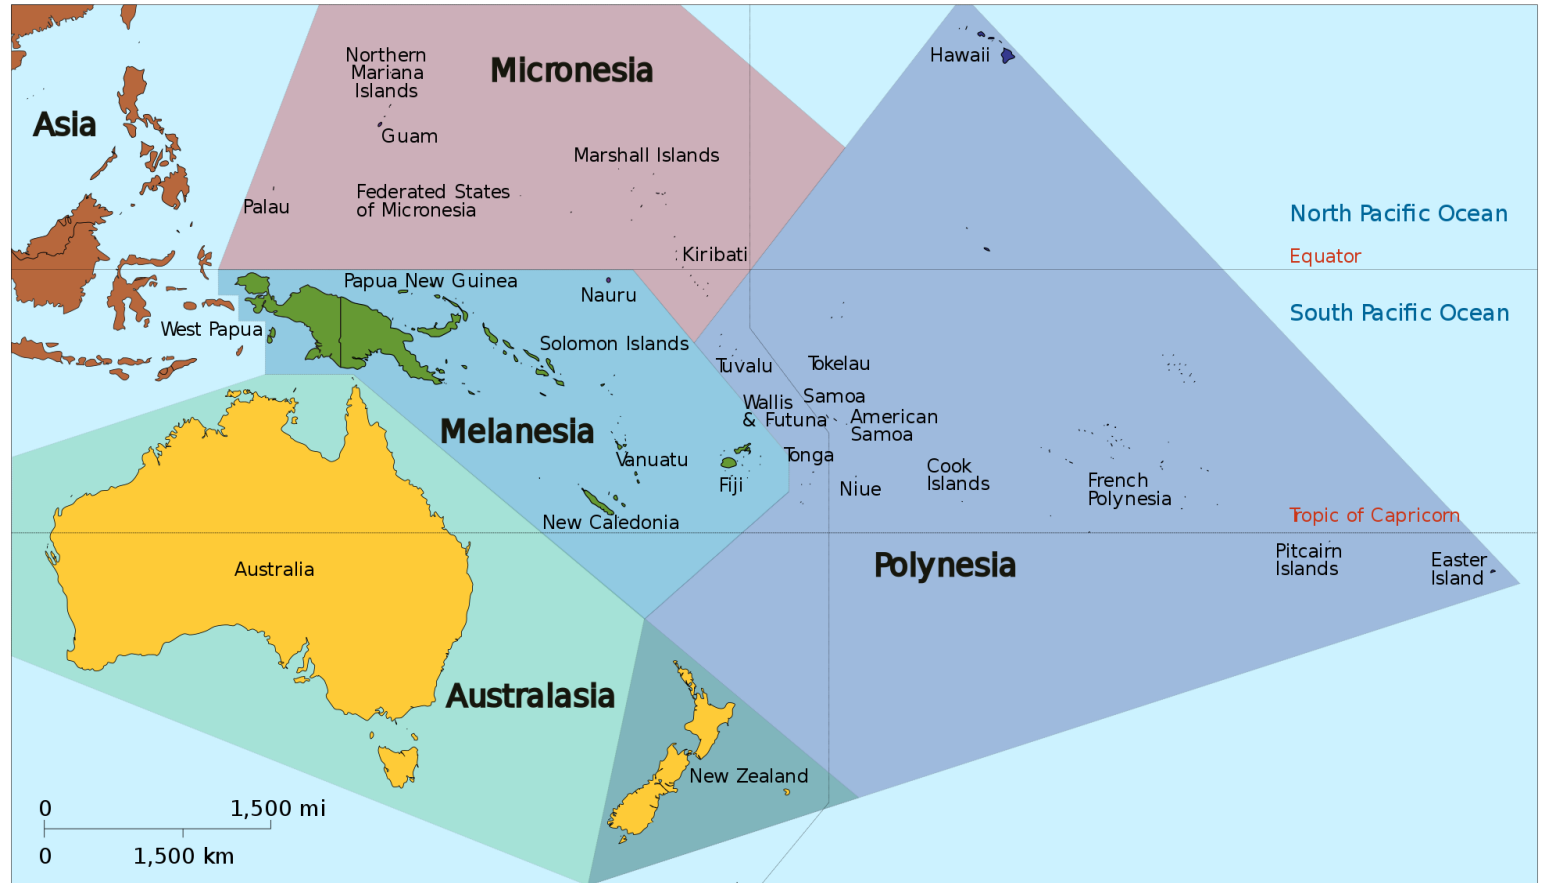 Northern
Mariana
Islands
Micronesia
Hawaii
Asia
Guam
Marshall Islands
Federated States
of Micronesia
Palau
North Pacific Ocean
Kiribati
Equator
Papua New Guinea
Nauru
South Pacific Ocean
West Papua
Solomon Islands
Tuvalu
Tokelau
Samoa
Wallis
& Futuna
American
Samoa
Melanesia
Vanuatu
Tonga
Fiji
Niue
Cook
Islands
French
Polynesia
New Caledonia
Tropic of Capricorn
Australia
Polynesia
Pitcairn
Islands
Easter
Island
Australasia
New Zealand
0 1,500 mi
0 1,500 km